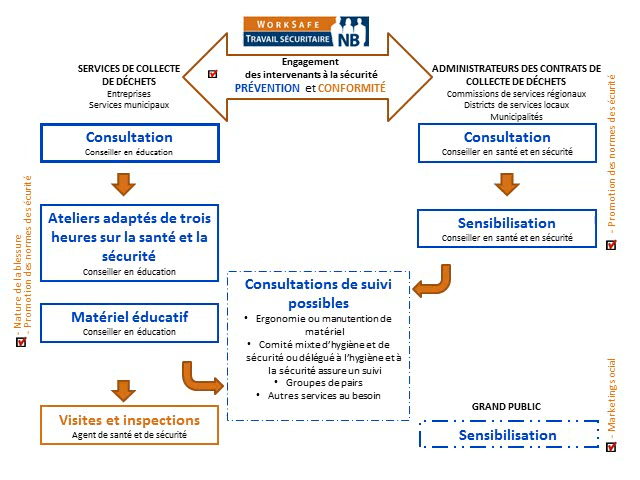 WORKSAFE
TRAVAIL SÉCURITAIRE NB
Engagement
des intervenants à la sécurité
PRÉVENTION et CONFORMITÉ
SERVICES DE COLLECTE
DE DÉCHETS
Entreprises
Services municipaux
ADMINISTRATEURS DES CONTRATS DE
COLLECTE DE DÉCHETS
Commissions de services régionaux
Districts de services locaux
Municipalités
Consultation
Conseiller en éducation
Consultation
Conseiller en santé et en sécurité
Ateliers adaptés de trois
heures sur la santé et la
sécurité
Conseiller en éducation
Sensibilisation
Conseiller en santé et en sécurité
Matériel éducatif
Conseiller en éducation
Consultations de suivi
possibles
• Ergonomie ou manutention de
matériel
• Comité mixte d'hygiène et de
sécurité ou délégué à l'hygiène et à
la sécurité assure un suivi
• Groupes de pairs
• Autres services au besoin
Visites et inspections
Agent de santé et de sécurité
GRAND PUBLIC
Sensibilisation
- Nature de la blessure
- Promotion des normes des écurité
- Promotion des normes de sécurité
- Marketing social